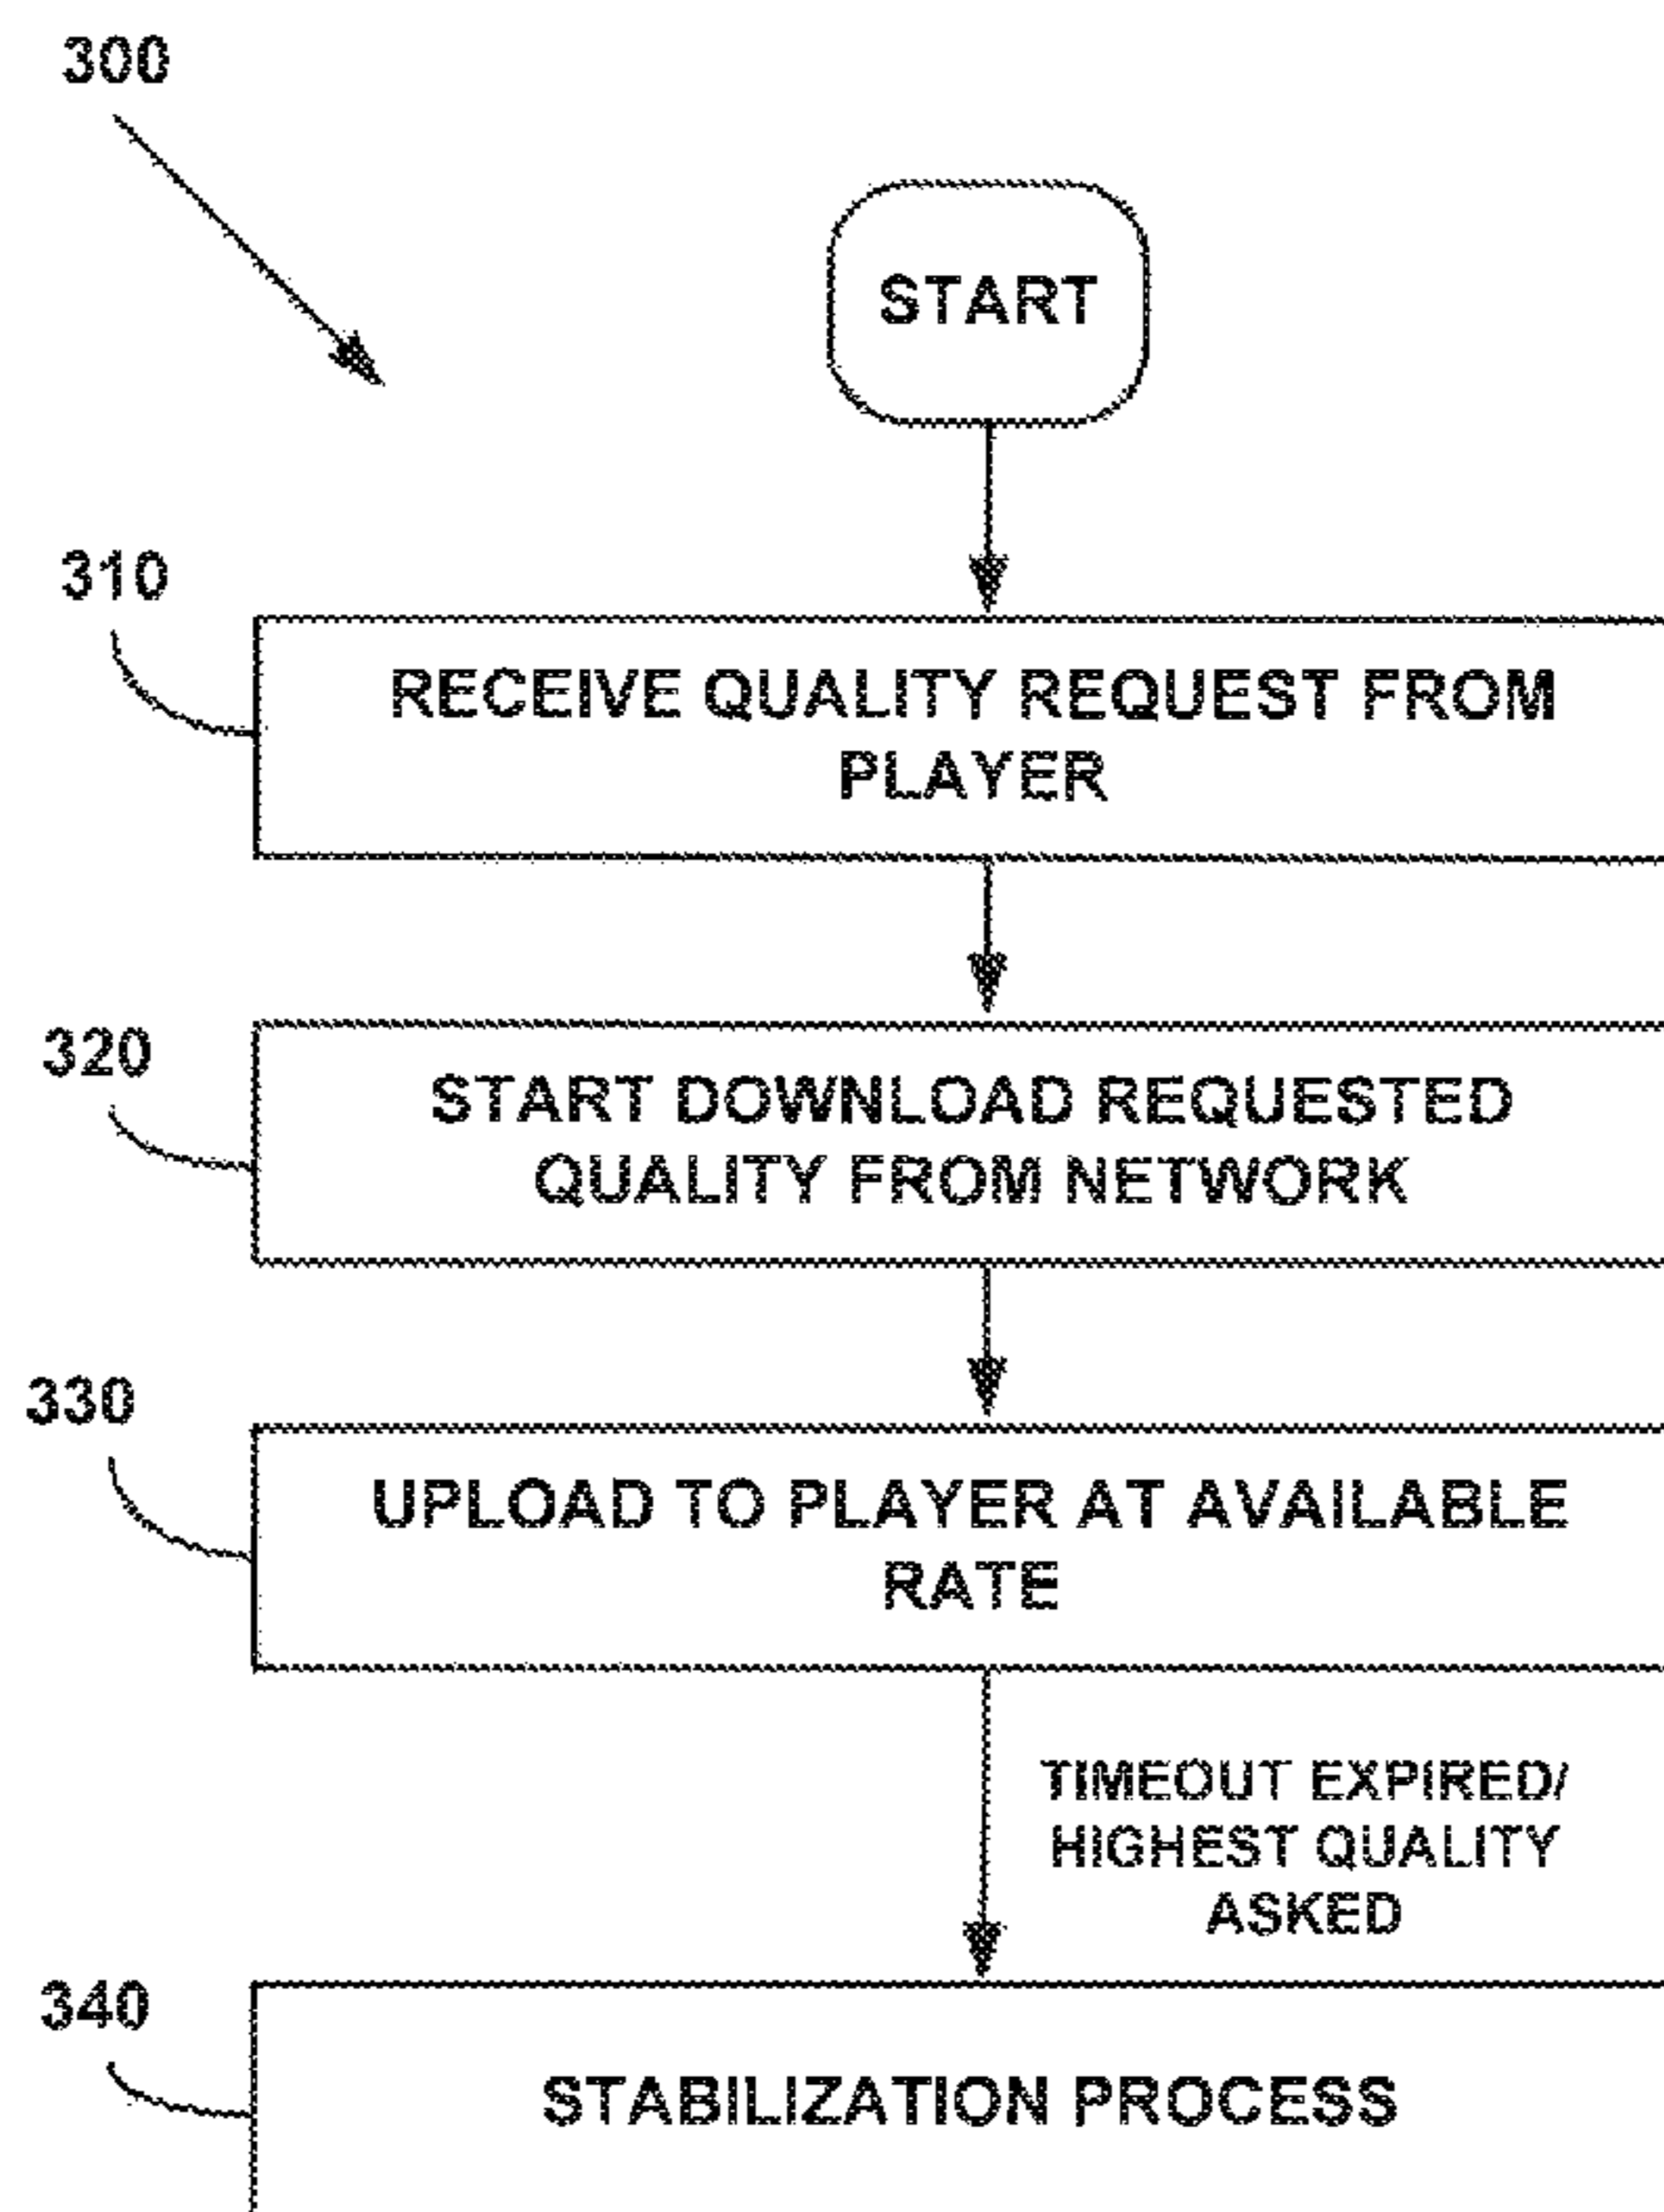 300
START
310
RECEIVE QUALITY REQUEST FROM
PLAYER
320
START DOWNLOAD REQUESTED
QUALITY FROM NETWORK
330
UPLOAD TO PLAYER AT AVAILABLE
RATE
TIMEOUT EXPIRED/
HIGHEST QUALITY
ASKED
340
STABILIZATION PROCESS